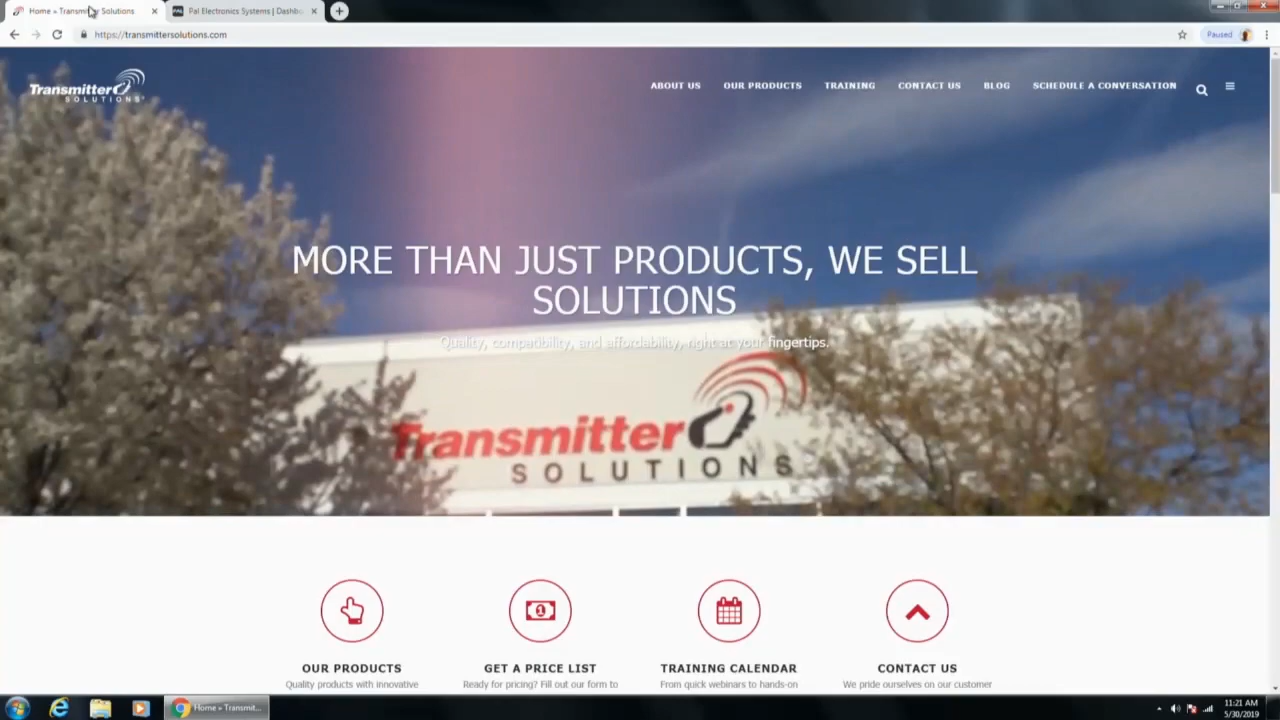 Home » Transmitter Solutions
Pal Electronics Systems | Dashbo
https://transmittersolutions.com
Paused
Transmitter
SOLUTIONS
ABOUT US
OUR PRODUCTS
TRAINING
CONTACT US
BLOG
SCHEDULE A CONVERSATION
MORE THAN JUST PRODUCTS, WE SELL
SOLUTIONS
Quality, compatibility, and affordability, right at your fingertips.
Transmitter
SOLUTIONS
OUR PRODUCTS
Quality products with innovative
GET A PRICE LIST
Ready for pricing? Fill out our form to
TRAINING CALENDAR
From quick webinars to hands-on
CONTACT US
We pride ourselves on our customer
Home » Transmit...
11:21 AM
5/30/2019